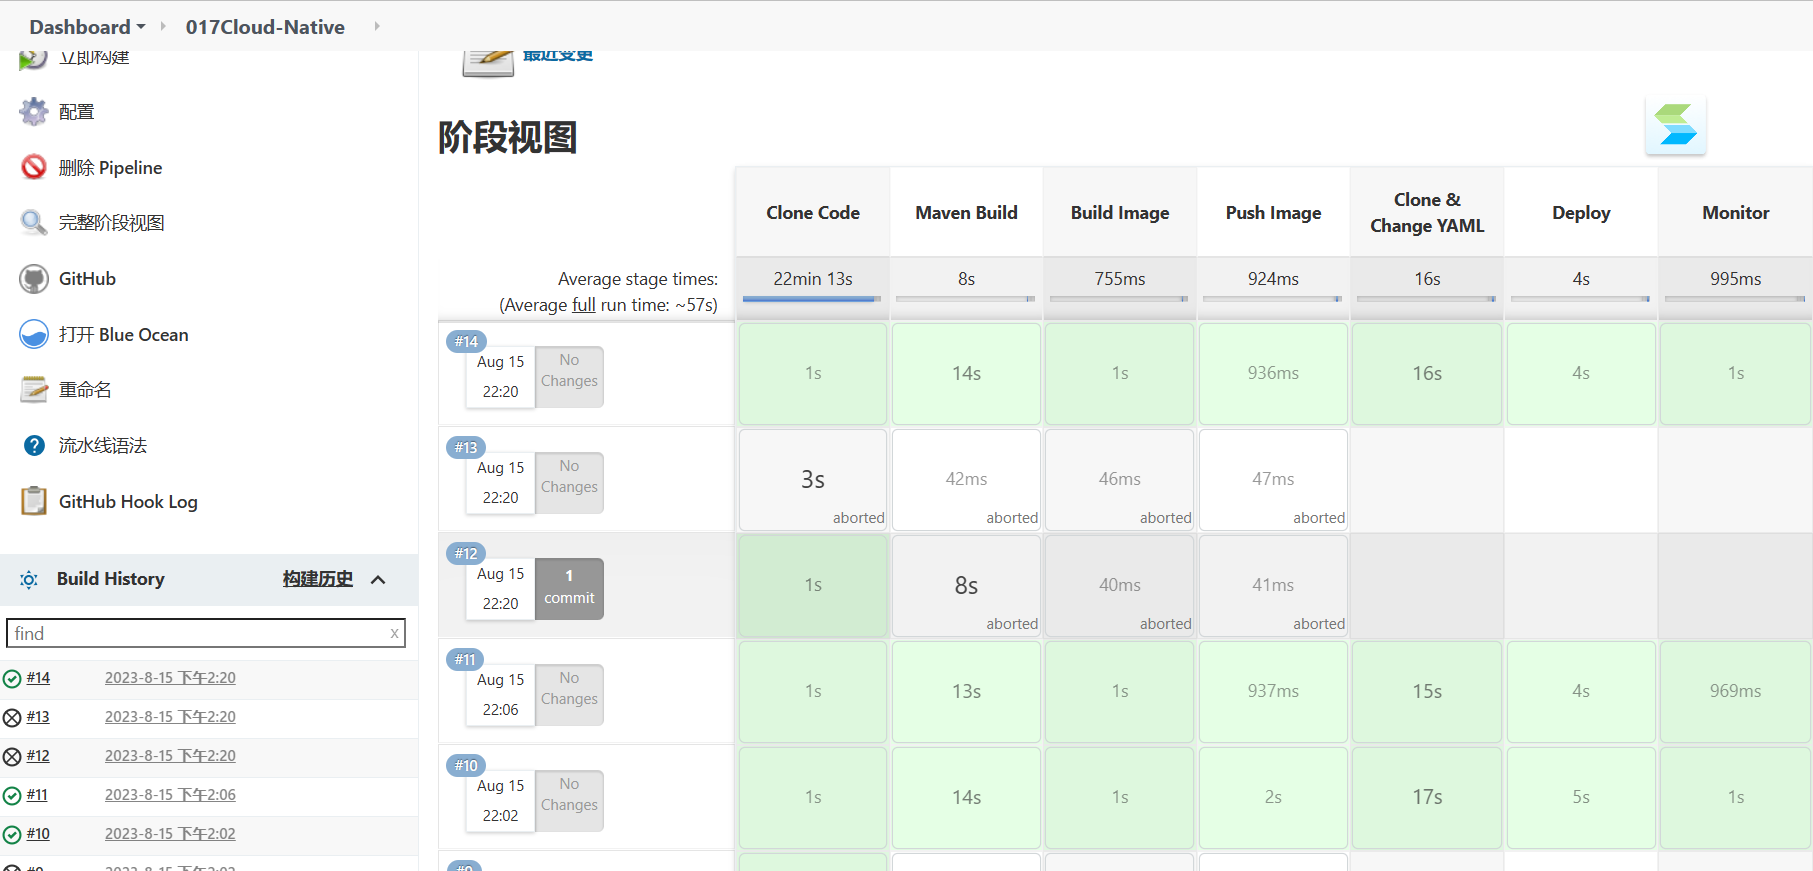 Dashboard
017Cloud-Native
立即构建
配置
删除 Pipeline
完整阶段视图
GitHub
打开 Blue Ocean
重命名
流水线语法
GitHub Hook Log
Build History
构建历史
find
x
#14
2023-8-15 下午2:20
#13
2023-8-15 下午2:20
#12
2023-8-15 下午2:20
#11
2023-8-15 下午2:06
#10
2023-8-15 下午2:02
#9
2023-8-15 下午2:02
最近变更
阶段视图
Clone Code
Maven Build
Build Image
Push Image
Clone &
Change YAML
Deploy
Monitor
Average stage times:
(Average full run time: ~57s)
22min 13s
8s
755ms
924ms
16s
4s
995ms
#14
Aug 15
22:20
No
Changes
1s
14s
1s
936ms
16s
4s
1s
#13
Aug 15
22:20
No
Changes
3s
aborted
42ms
aborted
46ms
aborted
47ms
aborted
#12
Aug 15
22:20
1
commit
1s
8s
aborted
40ms
aborted
41ms
aborted
#11
Aug 15
22:06
No
Changes
1s
13s
1s
937ms
15s
4s
969ms
#10
Aug 15
22:02
No
Changes
1s
14s
1s
2s
17s
5s
1s
#9